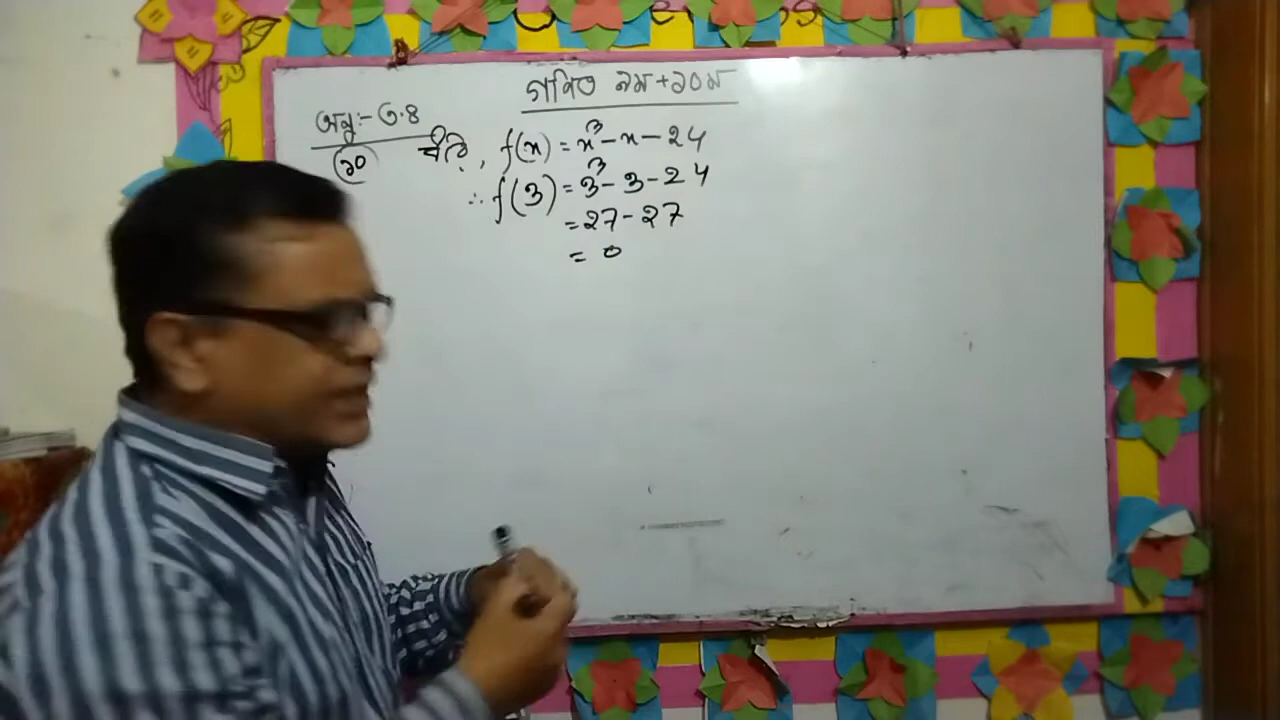 গণিত ৯ম+১০ম
অনুঃ- ৩.৪
(১০) ধরি, f(x) = x³ - x - 24
∴ f(3) = 3³ - 3 - 24
= 27 - 27
= 0